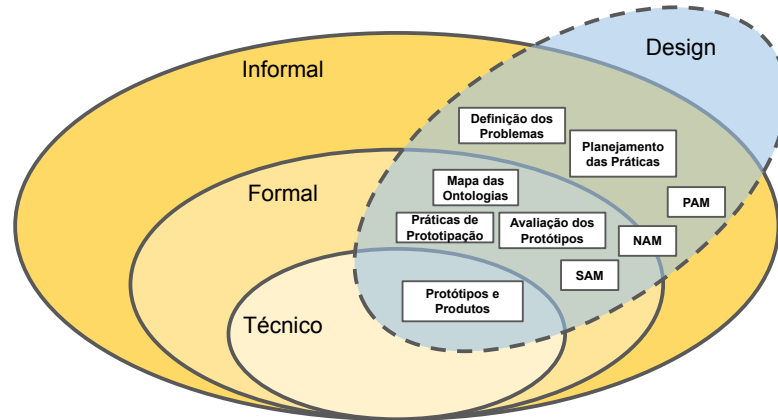 Design
Informal
Definição dos
Problemas
Planejamento
das Práticas
Formal
Mapa das
Ontologias
PAM
Práticas de
Prototipação
Avaliação dos
Protótipos
NAM
SAM
Protótipos e
Produtos
Técnico